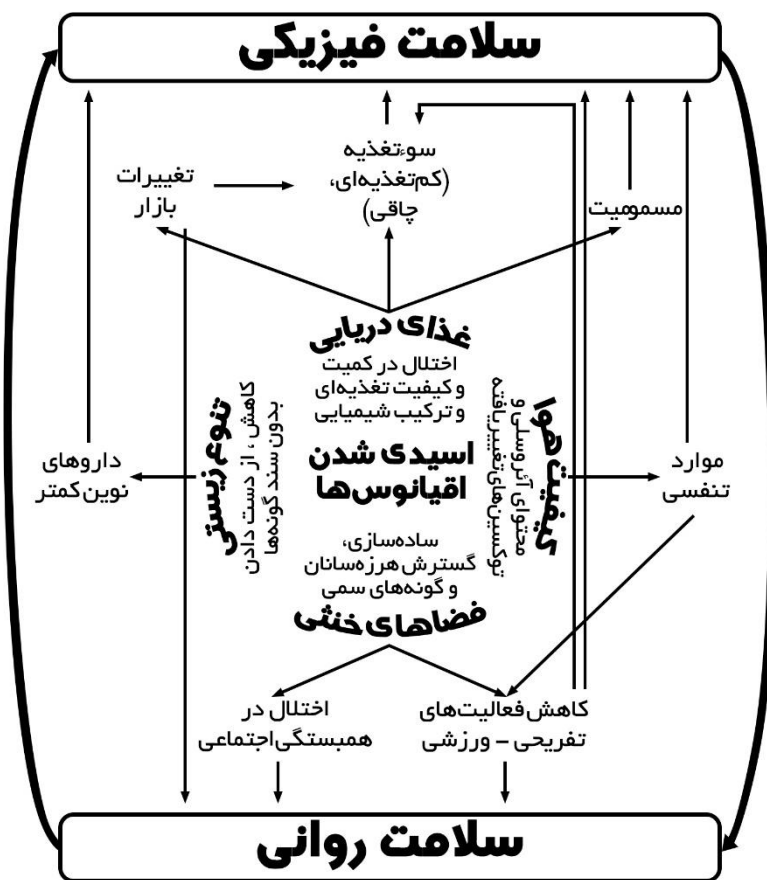 سلامت فیزیکی
سوءتغذیه
(کم‌تغذیه‌ای،
چاقی)
تغییرات
بازار
مسمومیت
غذای دریایی
اختلال در کمیت
و کیفیت تغذیه‌ای
و ترکیب شیمیایی
کیفیت هوا
محتوای آئروسلی و
توکسین‌های تغییریافته
موارد
تنفسی
اسیدی شدن
اقیانوس‌ها
تنوع زیستی
کاهش، از دست دادن
بدون سند گونه‌ها
داروهای
نوین کمتر
ساده‌سازی،
گسترش هرزه‌سانان
و گونه‌های سمی
فضاهای خنثی
کاهش فعالیت‌های
تفریحی – ورزشی
اختلال در
همبستگی اجتماعی
سلامت روانی